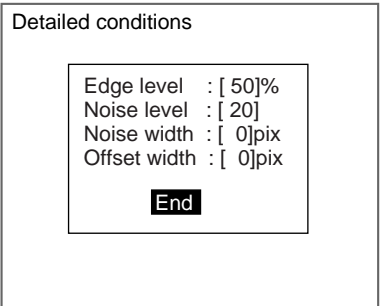 Detailed conditions
Edge level : [ 50]%
Noise level : [ 20]
Noise width : [ 0]pix
Offset width : [ 0]pix
End